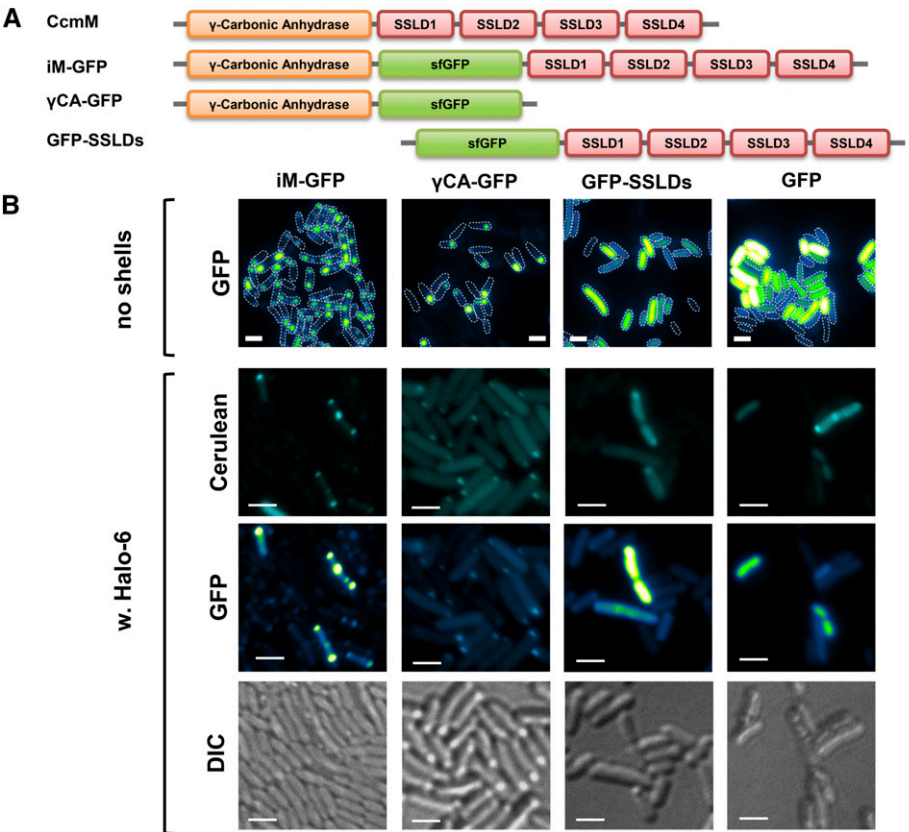 A
CcmM γ-Carbonic Anhydrase SSLD1 SSLD2 SSLD3 SSLD4
iM-GFP γ-Carbonic Anhydrase sfGFP SSLD1 SSLD2 SSLD3 SSLD4
γCA-GFP γ-Carbonic Anhydrase sfGFP
GFP-SSLDs sfGFP SSLD1 SSLD2 SSLD3 SSLD4
B
iM-GFP γCA-GFP GFP-SSLDs GFP
no shells
GFP
w. Halo-6
Cerulean
GFP
DIC